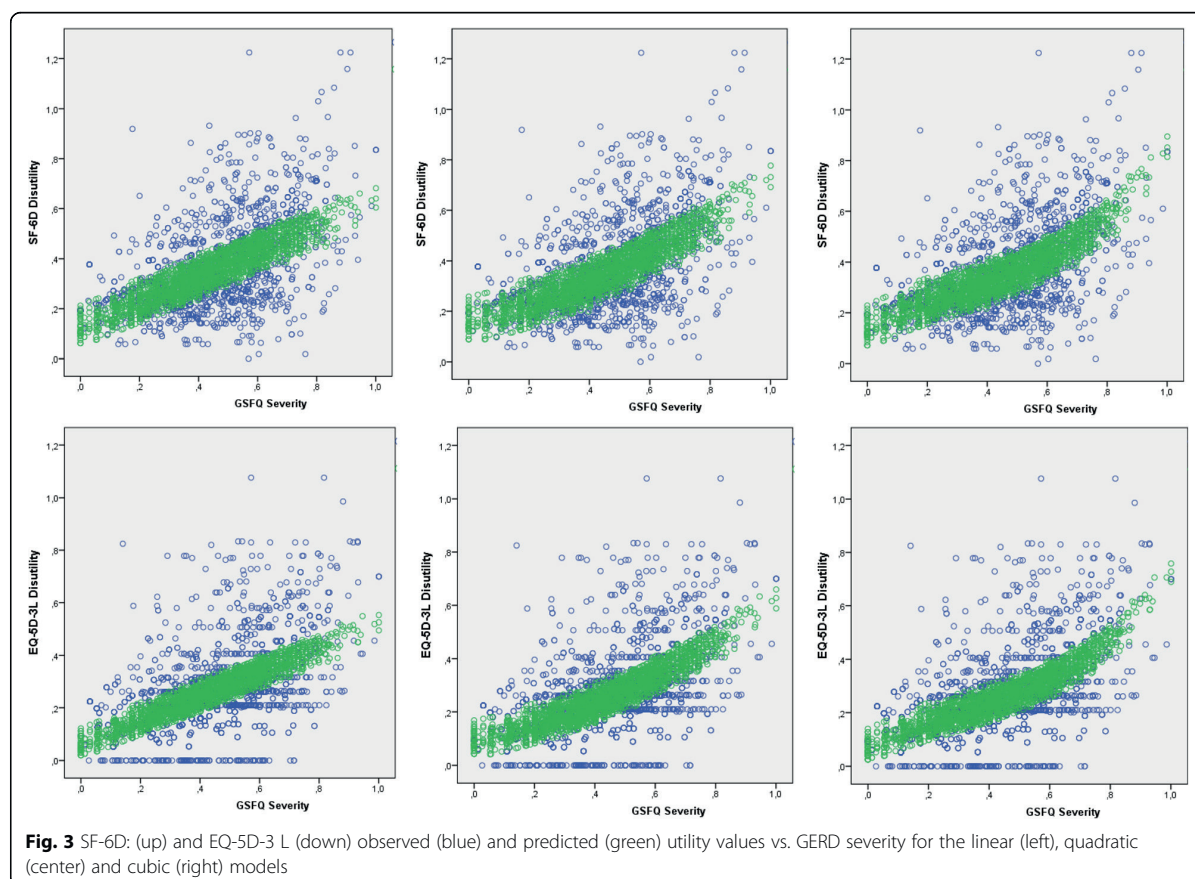 1,2
1,0
,8
,6
,4
,2
,0
SF-6D Disutility
,0 ,2 ,4 ,6 ,8 1,0
GSFQ Severity
1,2
1,0
,8
,6
,4
,2
,0
SF-6D Disutility
,0 ,2 ,4 ,6 ,8 1,0
GSFQ Severity
1,2
1,0
,8
,6
,4
,2
,0
SF-6D Disutility
,0 ,2 ,4 ,6 ,8 1,0
GSFQ Severity
1,2
1,0
,8
,6
,4
,2
,0
EQ-5D-3L Disutility
,0 ,2 ,4 ,6 ,8 1,0
GSFQ Severity
1,2
1,0
,8
,6
,4
,2
,0
EQ-5D-3L Disutility
,0 ,2 ,4 ,6 ,8 1,0
GSFQ Severity
1,2
1,0
,8
,6
,4
,2
,0
EQ-5D-3L Disutility
,0 ,2 ,4 ,6 ,8 1,0
GSFQ Severity
Fig. 3 SF-6D: (up) and EQ-5D-3 L (down) observed (blue) and predicted (green) utility values vs. GERD severity for the linear (left), quadratic
(center) and cubic (right) models